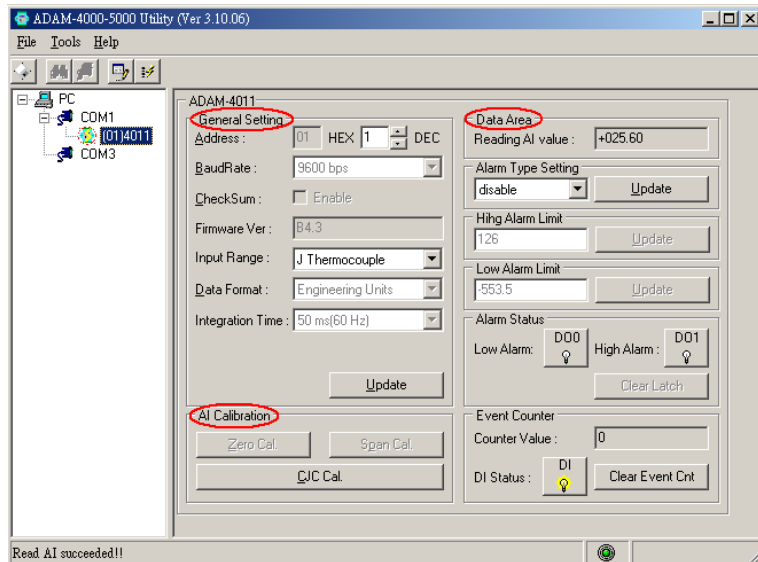 ADAM-4000-5000 Utility (Ver 3.10.06)
File Tools Help
PC
COM1
(01)4011
COM3
ADAM-4011
General Setting
Address : 01 HEX 1 DEC
BaudRate : 9600 bps
CheckSum : Enable
Firmware Ver : B4.3
Input Range : J Thermocouple
Data Format : Engineering Units
Integration Time : 50 ms(60 Hz)
Update
AI Calibration
Zero Cal. Span Cal.
CJC Cal.
Data Area
Reading AI value : +025.60
Alarm Type Setting
disable Update
Hihg Alarm Limit
126 Update
Low Alarm Limit
-553.5 Update
Alarm Status
Low Alarm: DO0 High Alarm : DO1
Clear Latch
Event Counter
Counter Value : 0
DI Status : DI Clear Event Cnt
Read AI succeeded!!